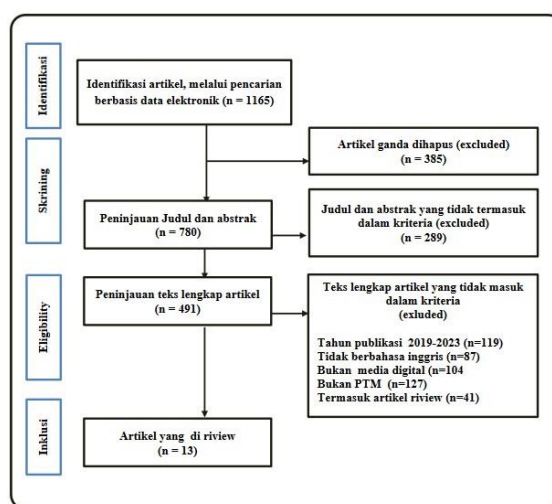 Identifikasi
Identifikasi artikel, melalui pencarian
berbasis data elektronik (n = 1165)
Artikel ganda dihapus (excluded)
n = 385)
Skrining
Peninjauan Judul dan abstrak
(n = 780)
Judul dan abstrak yang tidak termasuk
dalam kriteria (excluded)
(n = 289)
Eligibility
Peninjauan teks lengkap artikel
(n = 491)
Teks lengkap artikel yang tidak masuk
dalam kriteria
(exluded)
Tahun publikasi 2019-2023 (n=119)
Tidak berbahasa inggris (n=87)
Bukan media digital (n=104
Bukan PTM (n=127)
Termasuk artikel riview (n=41)
Inklusi
Artikel yang di riview
(n = 13)